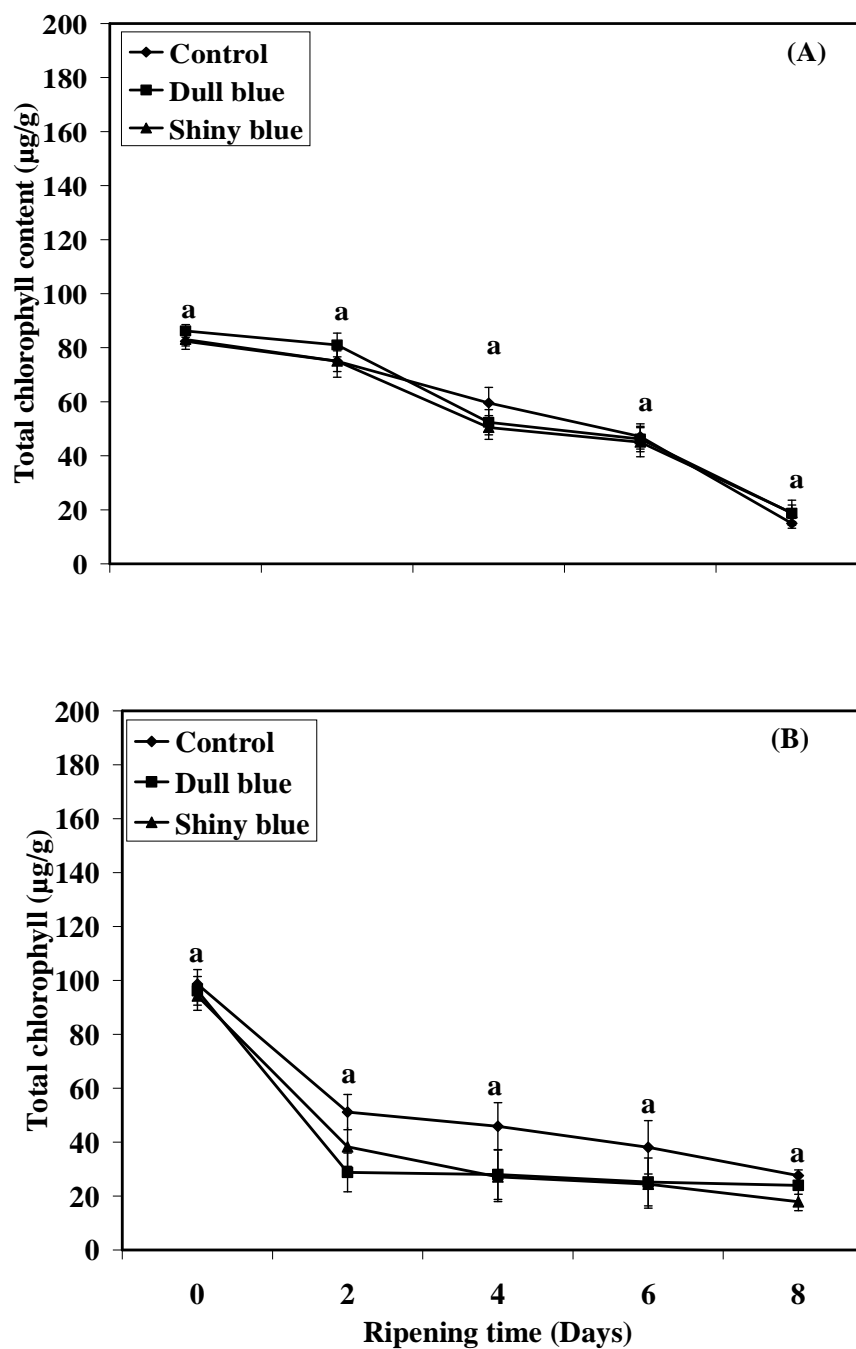 Total chlorophyll content (µg/g)
200
180
160
140
120
100
80
60
40
20
0
Control
Dull blue
Shiny blue
(A)
a
a
a
a
a
Total chlorophyll (µg/g)
200
180
160
140
120
100
80
60
40
20
0
Control
Dull blue
Shiny blue
(B)
a
a
a
a
a
0 2 4 6 8
Ripening time (Days)